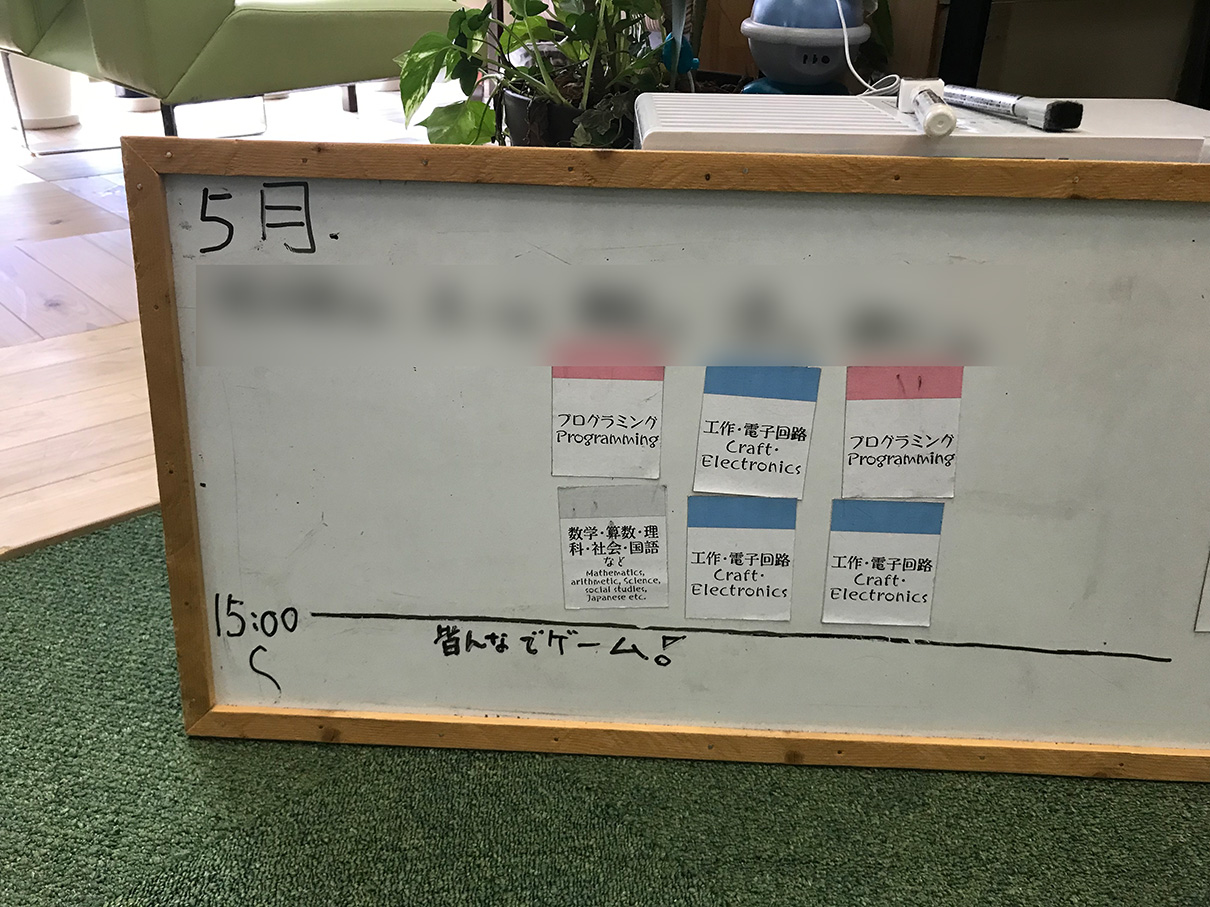 5月.
プログラミング
Programming
工作・電子回路
Craft・
Electronics
プログラミング
Programming
数学・算数・理
科・社会・国語
など
Mathematics,
arithmetic, Science,
social studies,
Japanese etc.
工作・電子回路
Craft・
Electronics
工作・電子回路
Craft・
Electronics
15:00
〜
皆んなでゲーム!